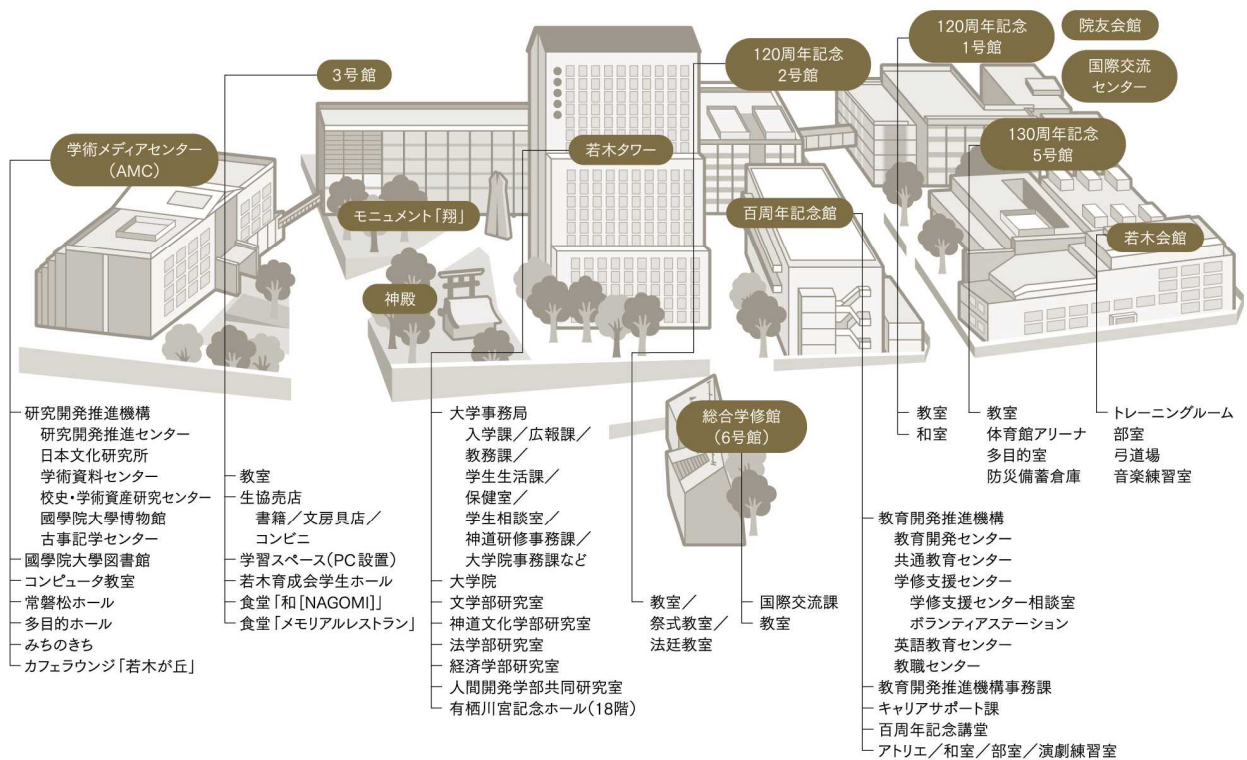 3号館
120周年記念
2号館
120周年記念
1号館
院友会館
国際交流
センター
学術メディアセンター
(AMC)
若木タワー
130周年記念
5号館
モニュメント「翔」
百周年記念館
若木会館
神殿
総合学修館
(6号館)
研究開発推進機構
研究開発推進センター
日本文化研究所
学術資料センター
校史・学術資産研究センター
國學院大學博物館
古事記学センター
國學院大學図書館
コンピュータ教室
常磐松ホール
多目的ホール
みちのきち
カフェラウンジ「若木が丘」
教室
生協売店
書籍／文房具店／
コンビニ
学習スペース(PC設置)
若木育成会学生ホール
食堂「和[NAGOMI]」
食堂「メモリアルレストラン」
大学事務局
入学課／広報課／
教務課／
学生生活課／
保健室／
学生相談室／
神道研修事務課／
大学院事務課など
大学院
文学部研究室
神道文化学部研究室
法学部研究室
経済学部研究室
人間開発学部共同研究室
有栖川宮記念ホール(18階)
教室／
祭式教室／
法廷教室
国際交流課
教室
教育開発推進機構
教育開発センター
共通教育センター
学修支援センター
学修支援センター相談室
ボランティアステーション
英語教育センター
教職センター
教育開発推進機構事務課
キャリアサポート課
百周年記念講堂
アトリエ／和室／部室／演劇練習室
教室
和室
教室
体育館アリーナ
多目的室
防災備蓄倉庫
トレーニングルーム
部室
弓道場
音楽練習室